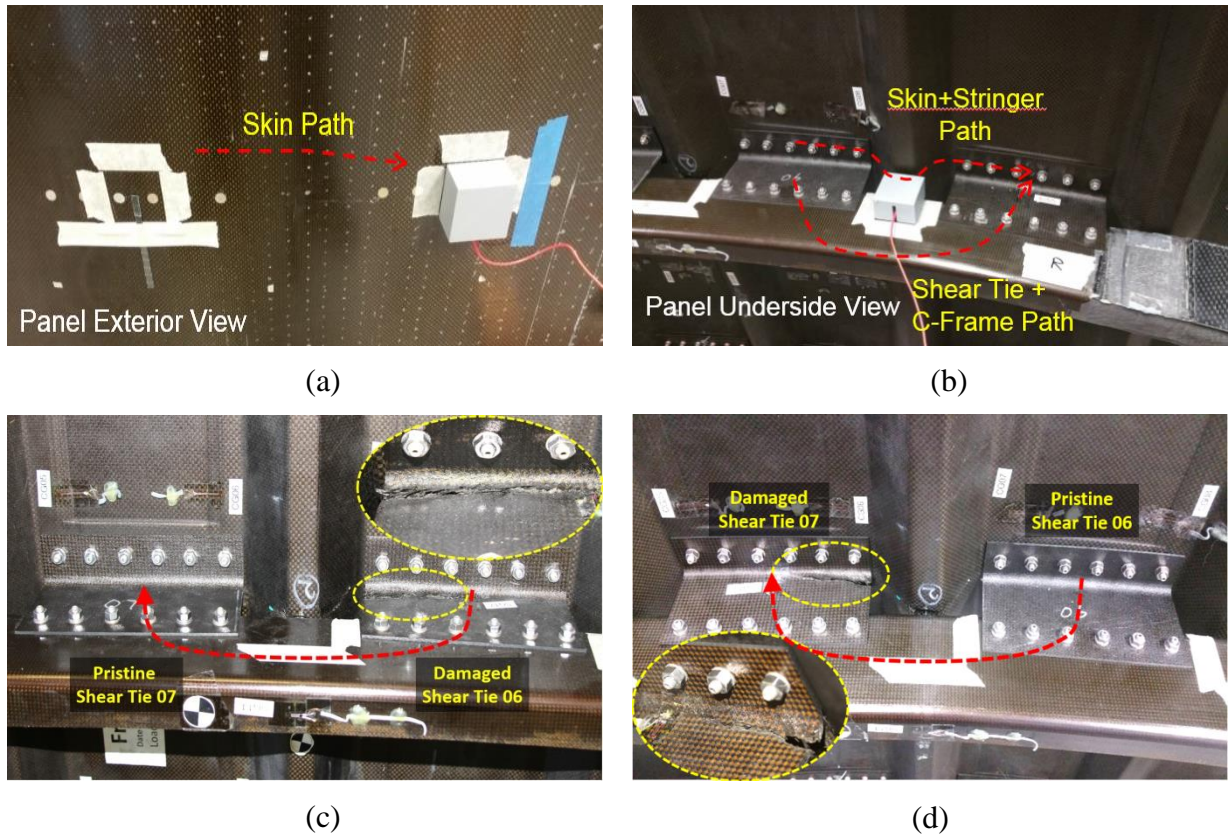 Skin Path
Panel Exterior View
(a)
Skin+Stringer
Path
R
Panel Underside View
Shear Tie +
C-Frame Path
(b)
Pristine
Shear Tie 07
Damaged
Shear Tie 06
(c)
Damaged
Shear Tie 07
Pristine
Shear Tie 06
(d)